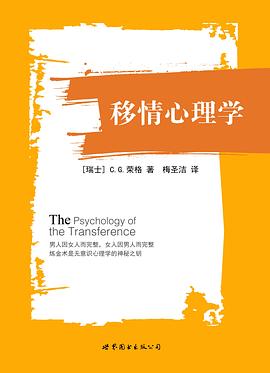 移情心理学
[瑞士] C.G.荣格 著 梅圣洁 译
The Psychology of
the Transference
男人因女人而完整,女人因男人而完整
炼金术是无意识心理学的神秘之钥
世界图书出版公司